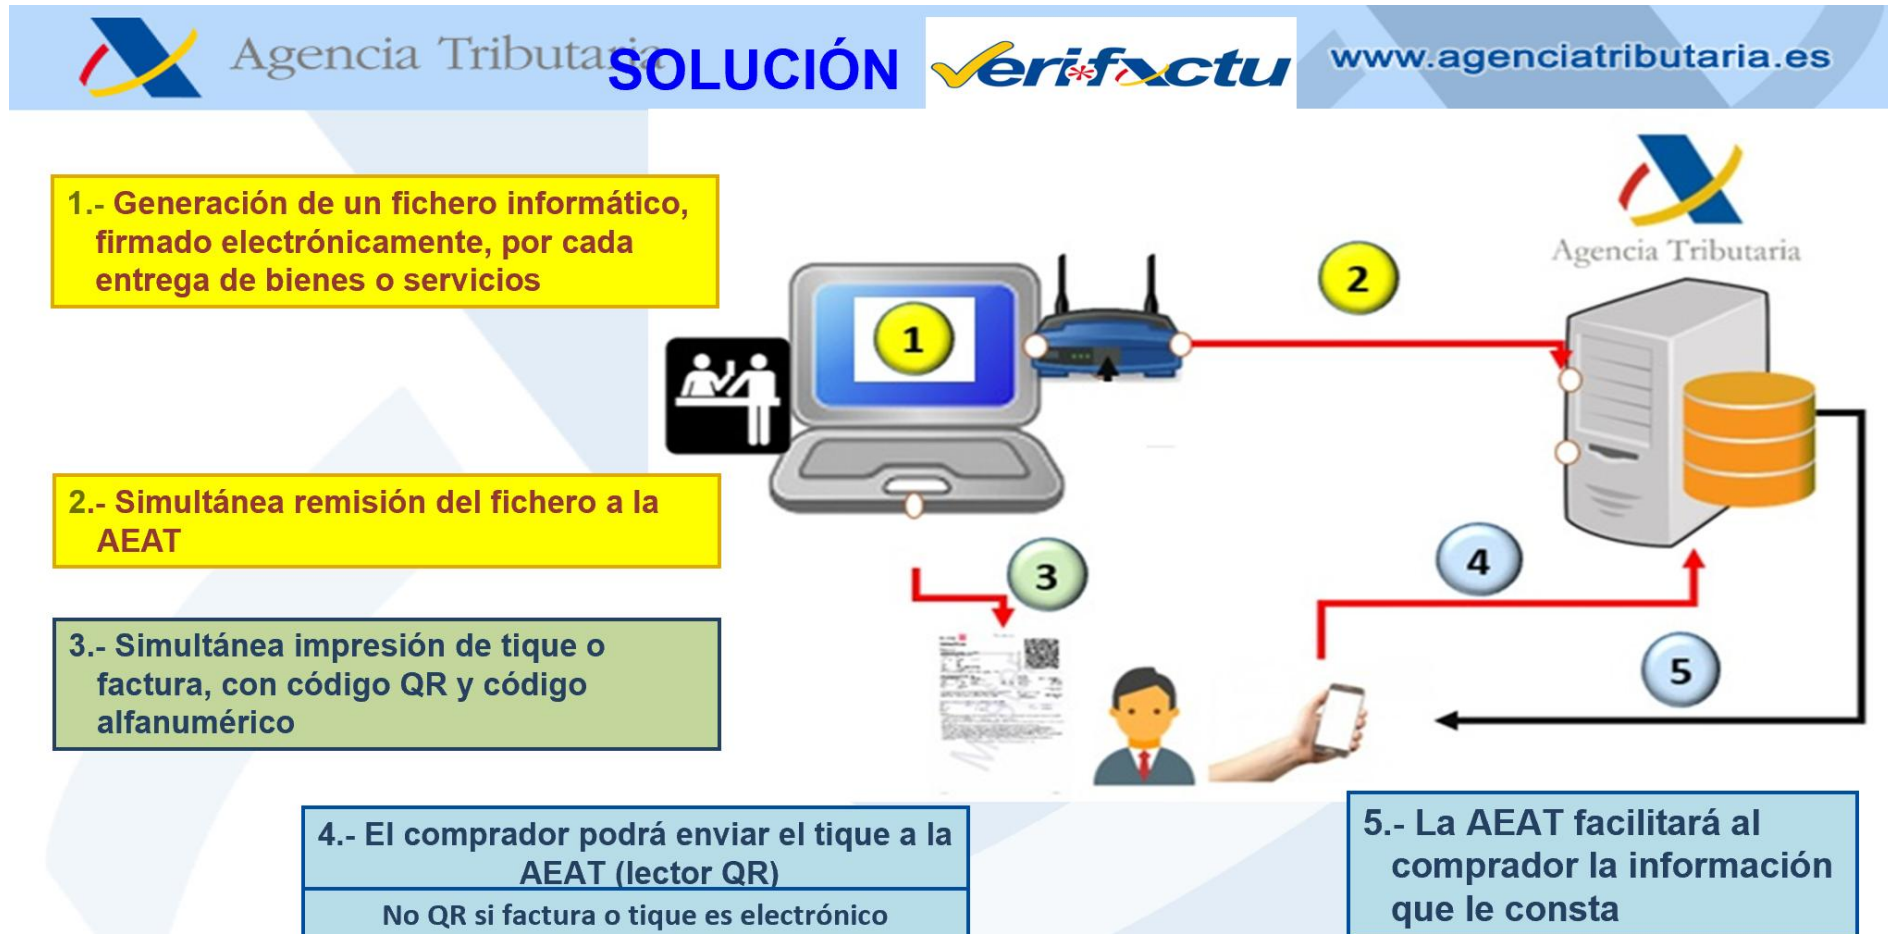 Agencia Tributaria
SOLUCIÓN
Verif*ctu
www.agenciatributaria.es
1.- Generación de un fichero informático,
firmado electrónicamente, por cada
entrega de bienes o servicios
2.- Simultánea remisión del fichero a la
AEAT
3.- Simultánea impresión de tique o
factura, con código QR y código
alfanumérico
1
2
Agencia Tributaria
3
4
5
4.- El comprador podrá enviar el tique a la
AEAT (lector QR)
No QR si factura o tique es electrónico
5.- La AEAT facilitará al
comprador la información
que le consta